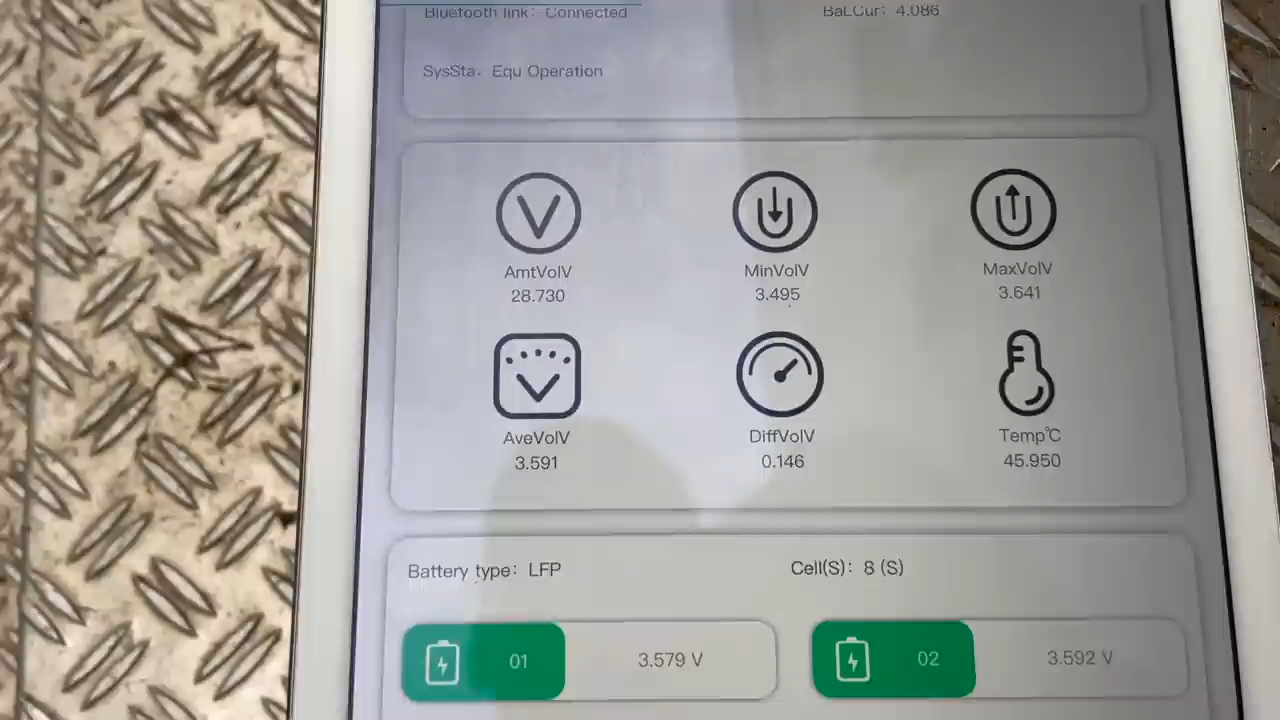 Bluetooth link: Connected
BaLCur: 4.086
SysSta: Equ Operation
AmtVolV
28.730
MinVolV
3.495
MaxVolV
3.641
AveVolV
3.591
DiffVolV
0.146
Temp℃
45.950
Battery type: LFP
Cell(S): 8 (S)
01
3.579 V
02
3.592 V